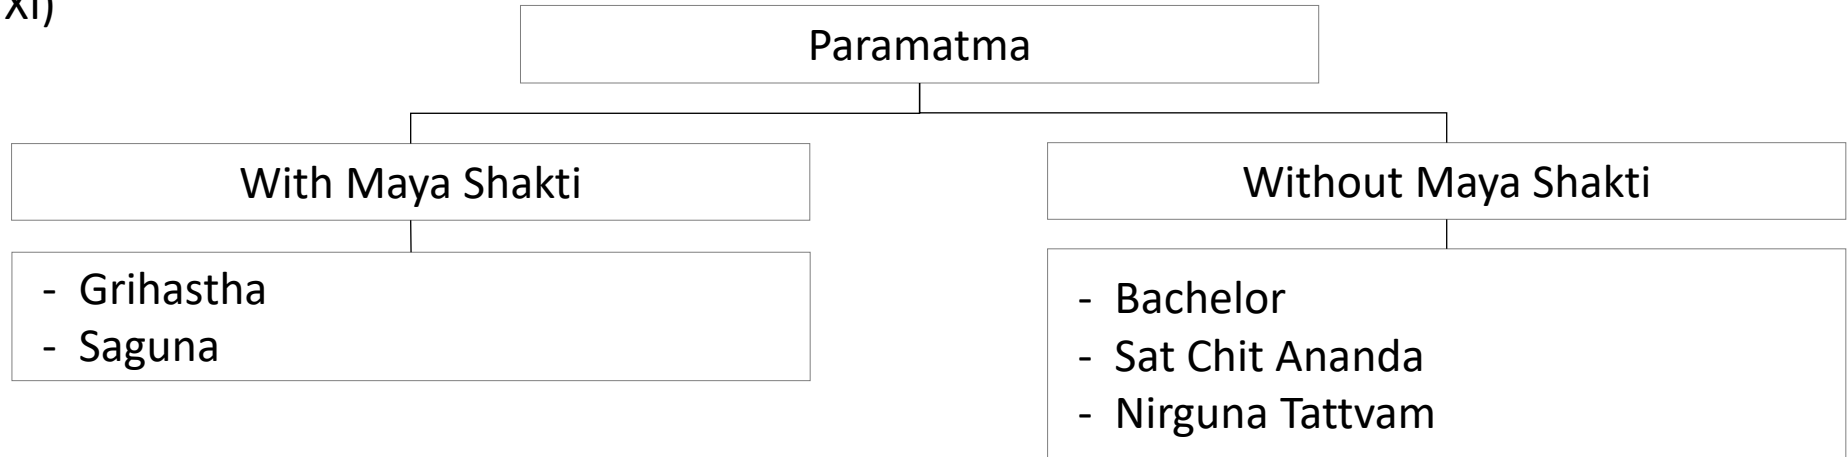 XI)
Paramatma
With Maya Shakti
Without Maya Shakti
- Grihastha
- Saguna
- Bachelor
- Sat Chit Ananda
- Nirguna Tattvam